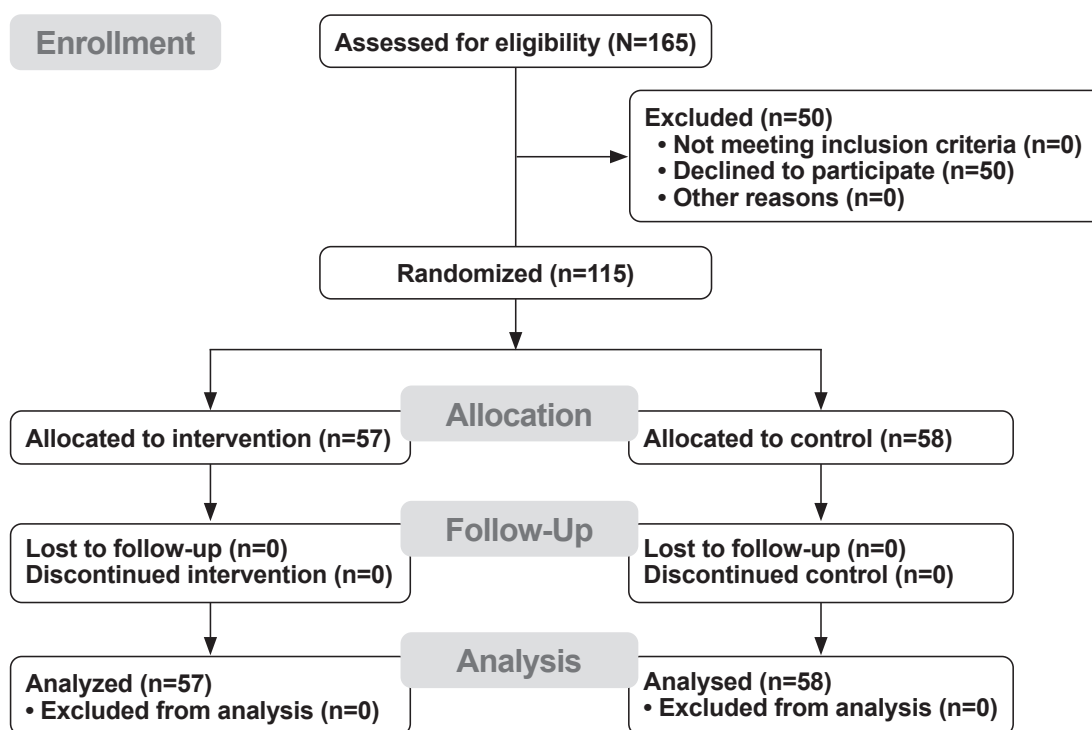 Enrollment
Assessed for eligibility (N=165)
Excluded (n=50)
• Not meeting inclusion criteria (n=0)
• Declined to participate (n=50)
• Other reasons (n=0)
Randomized (n=115)
Allocation
Allocated to intervention (n=57)
Allocated to control (n=58)
Follow-Up
Lost to follow-up (n=0)
Discontinued intervention (n=0)
Lost to follow-up (n=0)
Discontinued control (n=0)
Analysis
Analyzed (n=57)
• Excluded from analysis (n=0)
Analysed (n=58)
• Excluded from analysis (n=0)